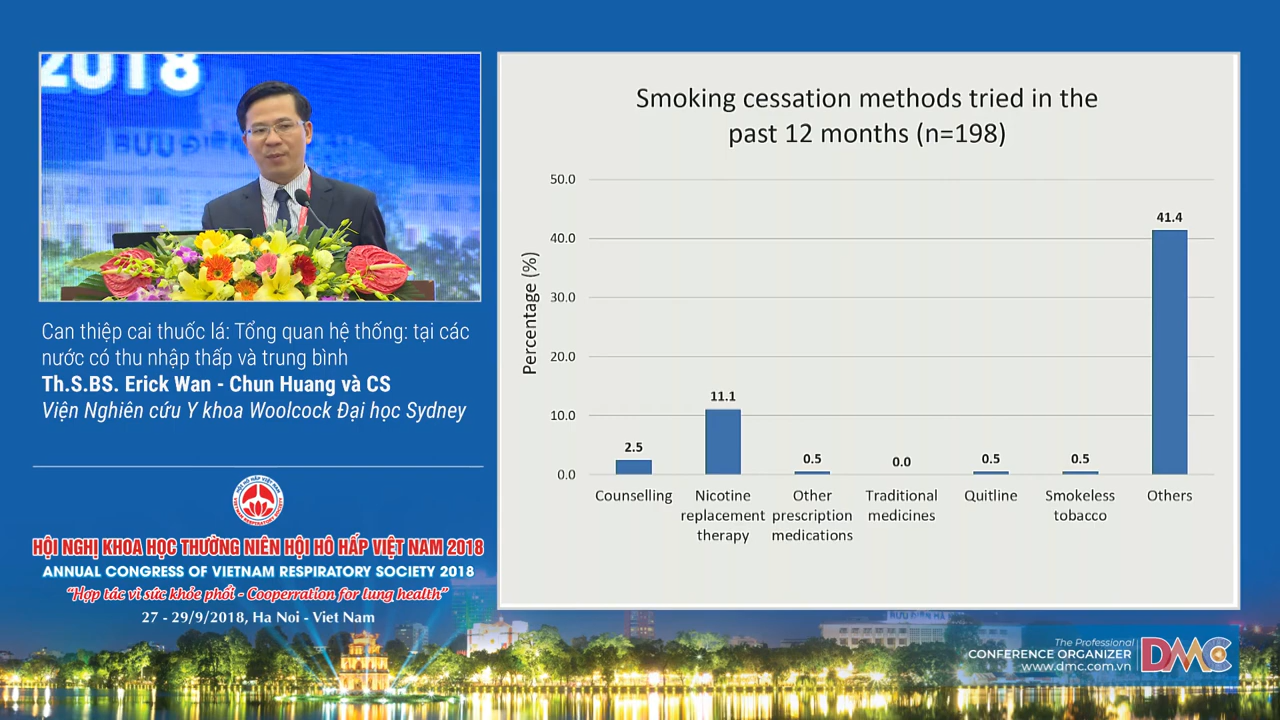 2018
Can thiệp cai thuốc lá: Tổng quan hệ thống: tại các
nước có thu nhập thấp và trung bình
Th.S.BS. Erick Wan - Chun Huang và CS
Viện Nghiên cứu Y khoa Woolcock Đại học Sydney
HỘI NGHỊ KHOA HỌC THƯỜNG NIÊN HỘI HÔ HẤP VIỆT NAM 2018
ANNUAL CONGRESS OF VIETNAM RESPIRATORY SOCIETY 2018
"Hợp tác vì sức khỏe phổi - Cooperration for lung health"
27 - 29/9/2018, Ha Noi - Viet Nam
Smoking cessation methods tried in the
past 12 months (n=198)
Percentage (%)
50.0
40.0
30.0
20.0
10.0
0.0
2.5
11.1
0.5
0.0
0.5
0.5
41.4
Counselling
Nicotine
replacement
therapy
Other
prescription
medications
Traditional
medicines
Quitline
Smokeless
tobacco
Others
The Professional
CONFERENCE ORGANIZER
www.dmc.com.vn
DMC